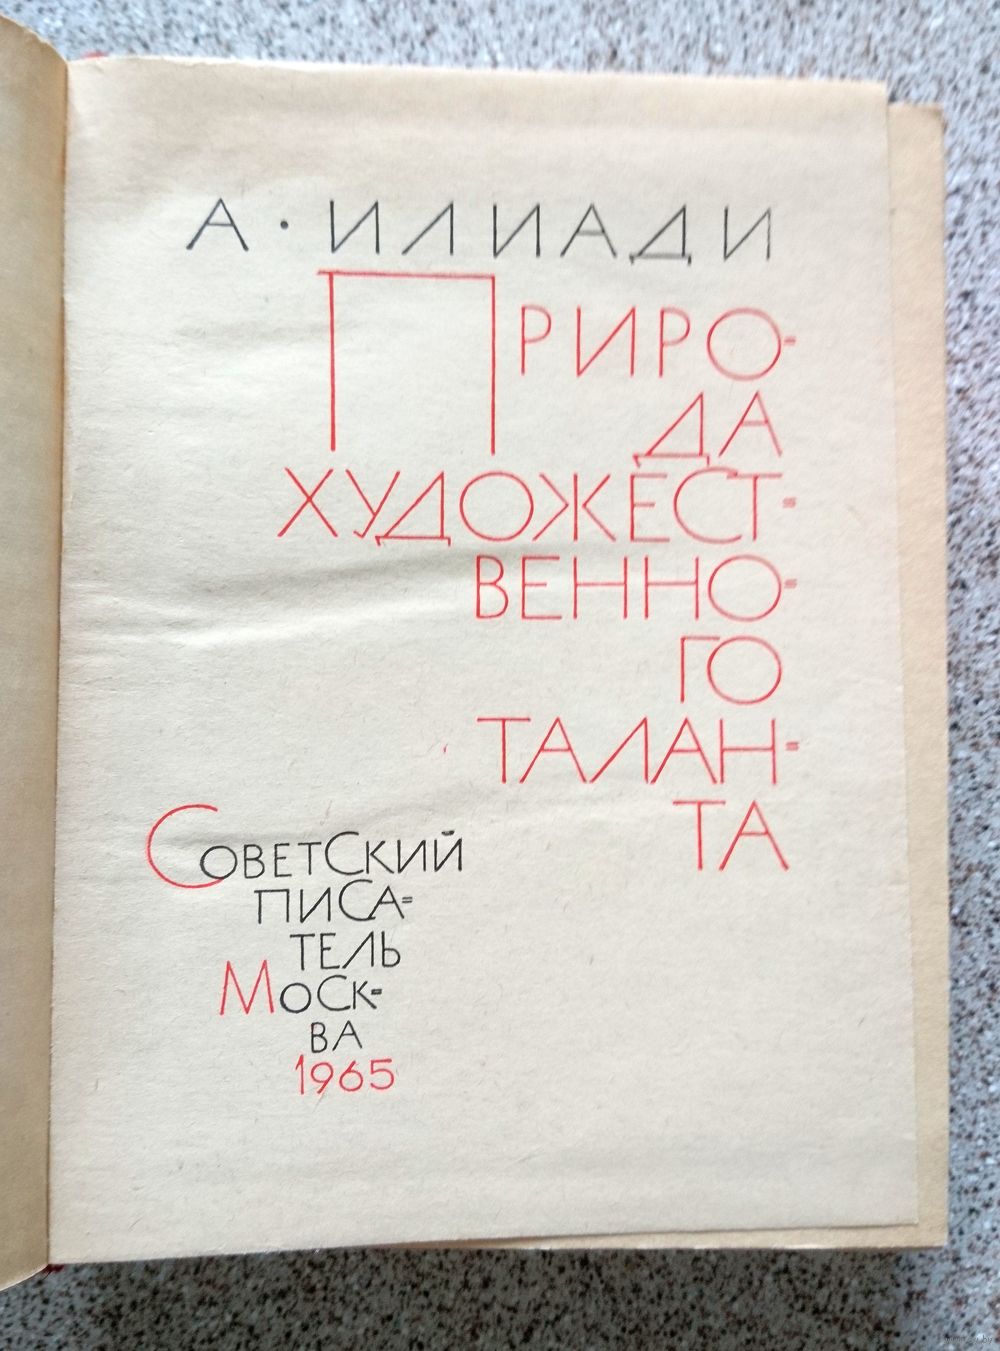 А·ИЛИАДИ
ПРИРО-
ДА
ХУДОЖЕСТ-
ВЕННО-
ГО
ТАЛАН-
ТА
СОВЕТСКИЙ
ПИСА-
ТЕЛЬ
МОСК-
ВА
1965